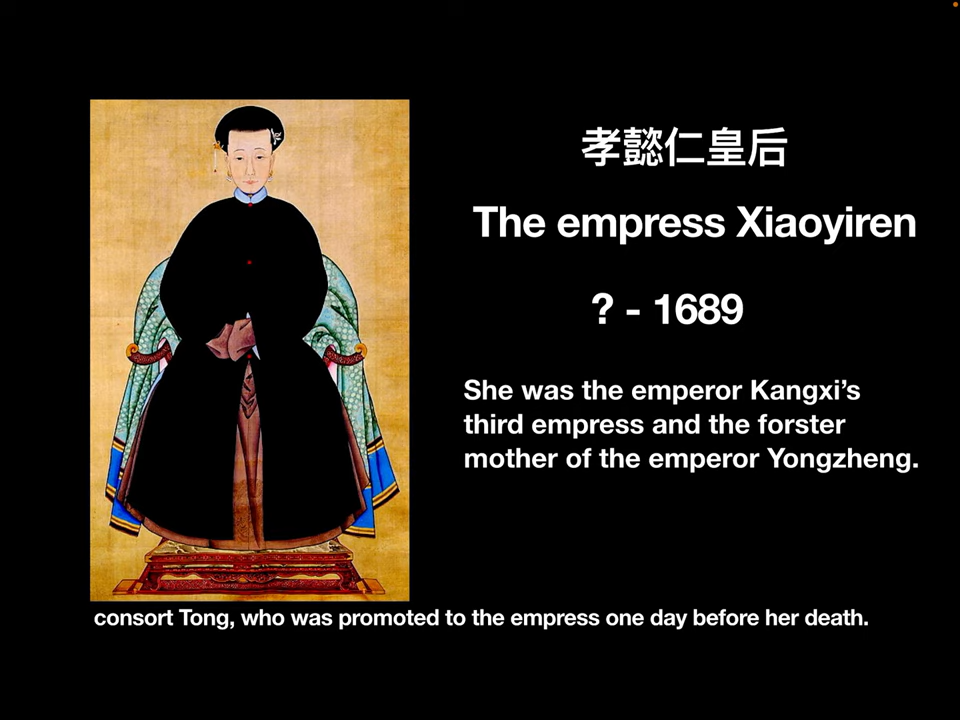 孝懿仁皇后
The empress Xiaoyiren
? - 1689
She was the emperor Kangxi’s
third empress and the forster
mother of the emperor Yongzheng.
consort Tong, who was promoted to the empress one day before her death.